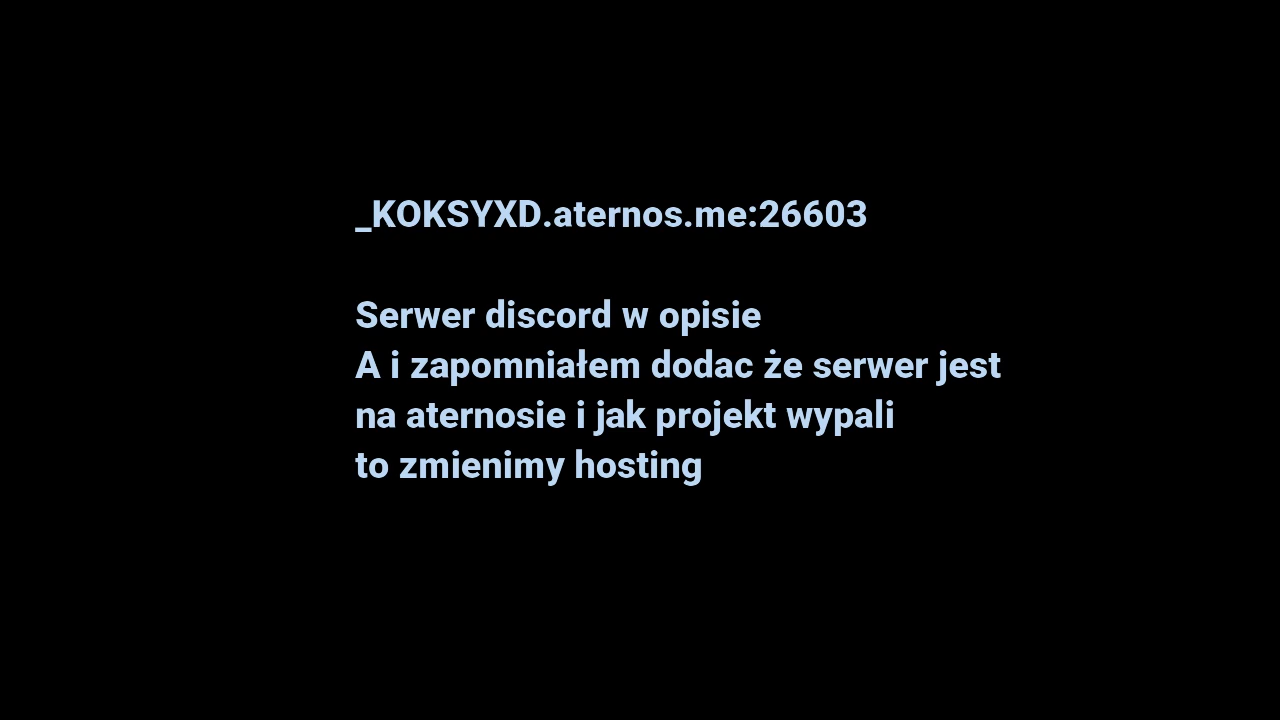 _KOKSYXD.aternos.me:26603
Serwer discord w opisie
A i zapomniałem dodac że serwer jest
na aternosie i jak projekt wypali
to zmienimy hosting